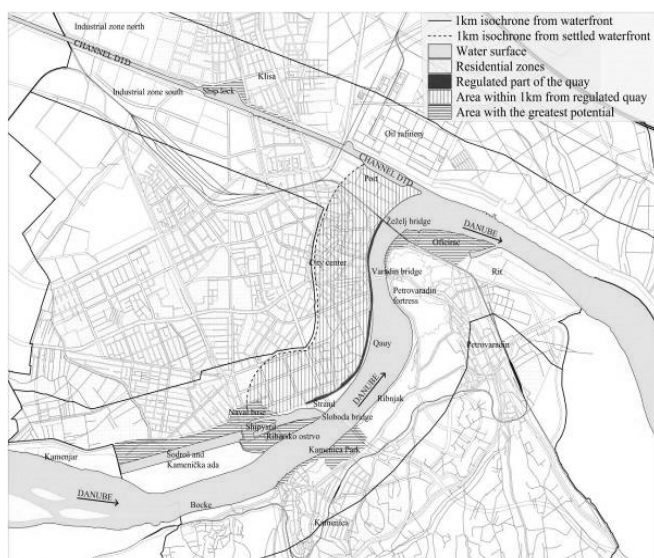 1km isochrone from waterfront
1km isochrone from settled waterfront
Water surface
Residential zones
Regulated part of the quay
Area within 1km from regulated quay
Area with the greatest potential
Industrial zone north
CHANNEL DTD
Klisa
Industrial zone south
Ship lock
Oil refinery
CHANNEL DTD
Port
Žeželj bridge
DANUBE
Oficirac
City center
Varadin bridge
Rit
Petrovaradin
fortress
Quay
Petrovaradin
DANUBE
Ribnjak
Strand
Naval base
Sloboda bridge
Shipyard
Ribarsko ostrvo
Kamenjar
Sodroš and
Kamenička ada
Kamenica Park
DANUBE
Bocke
Kamenica